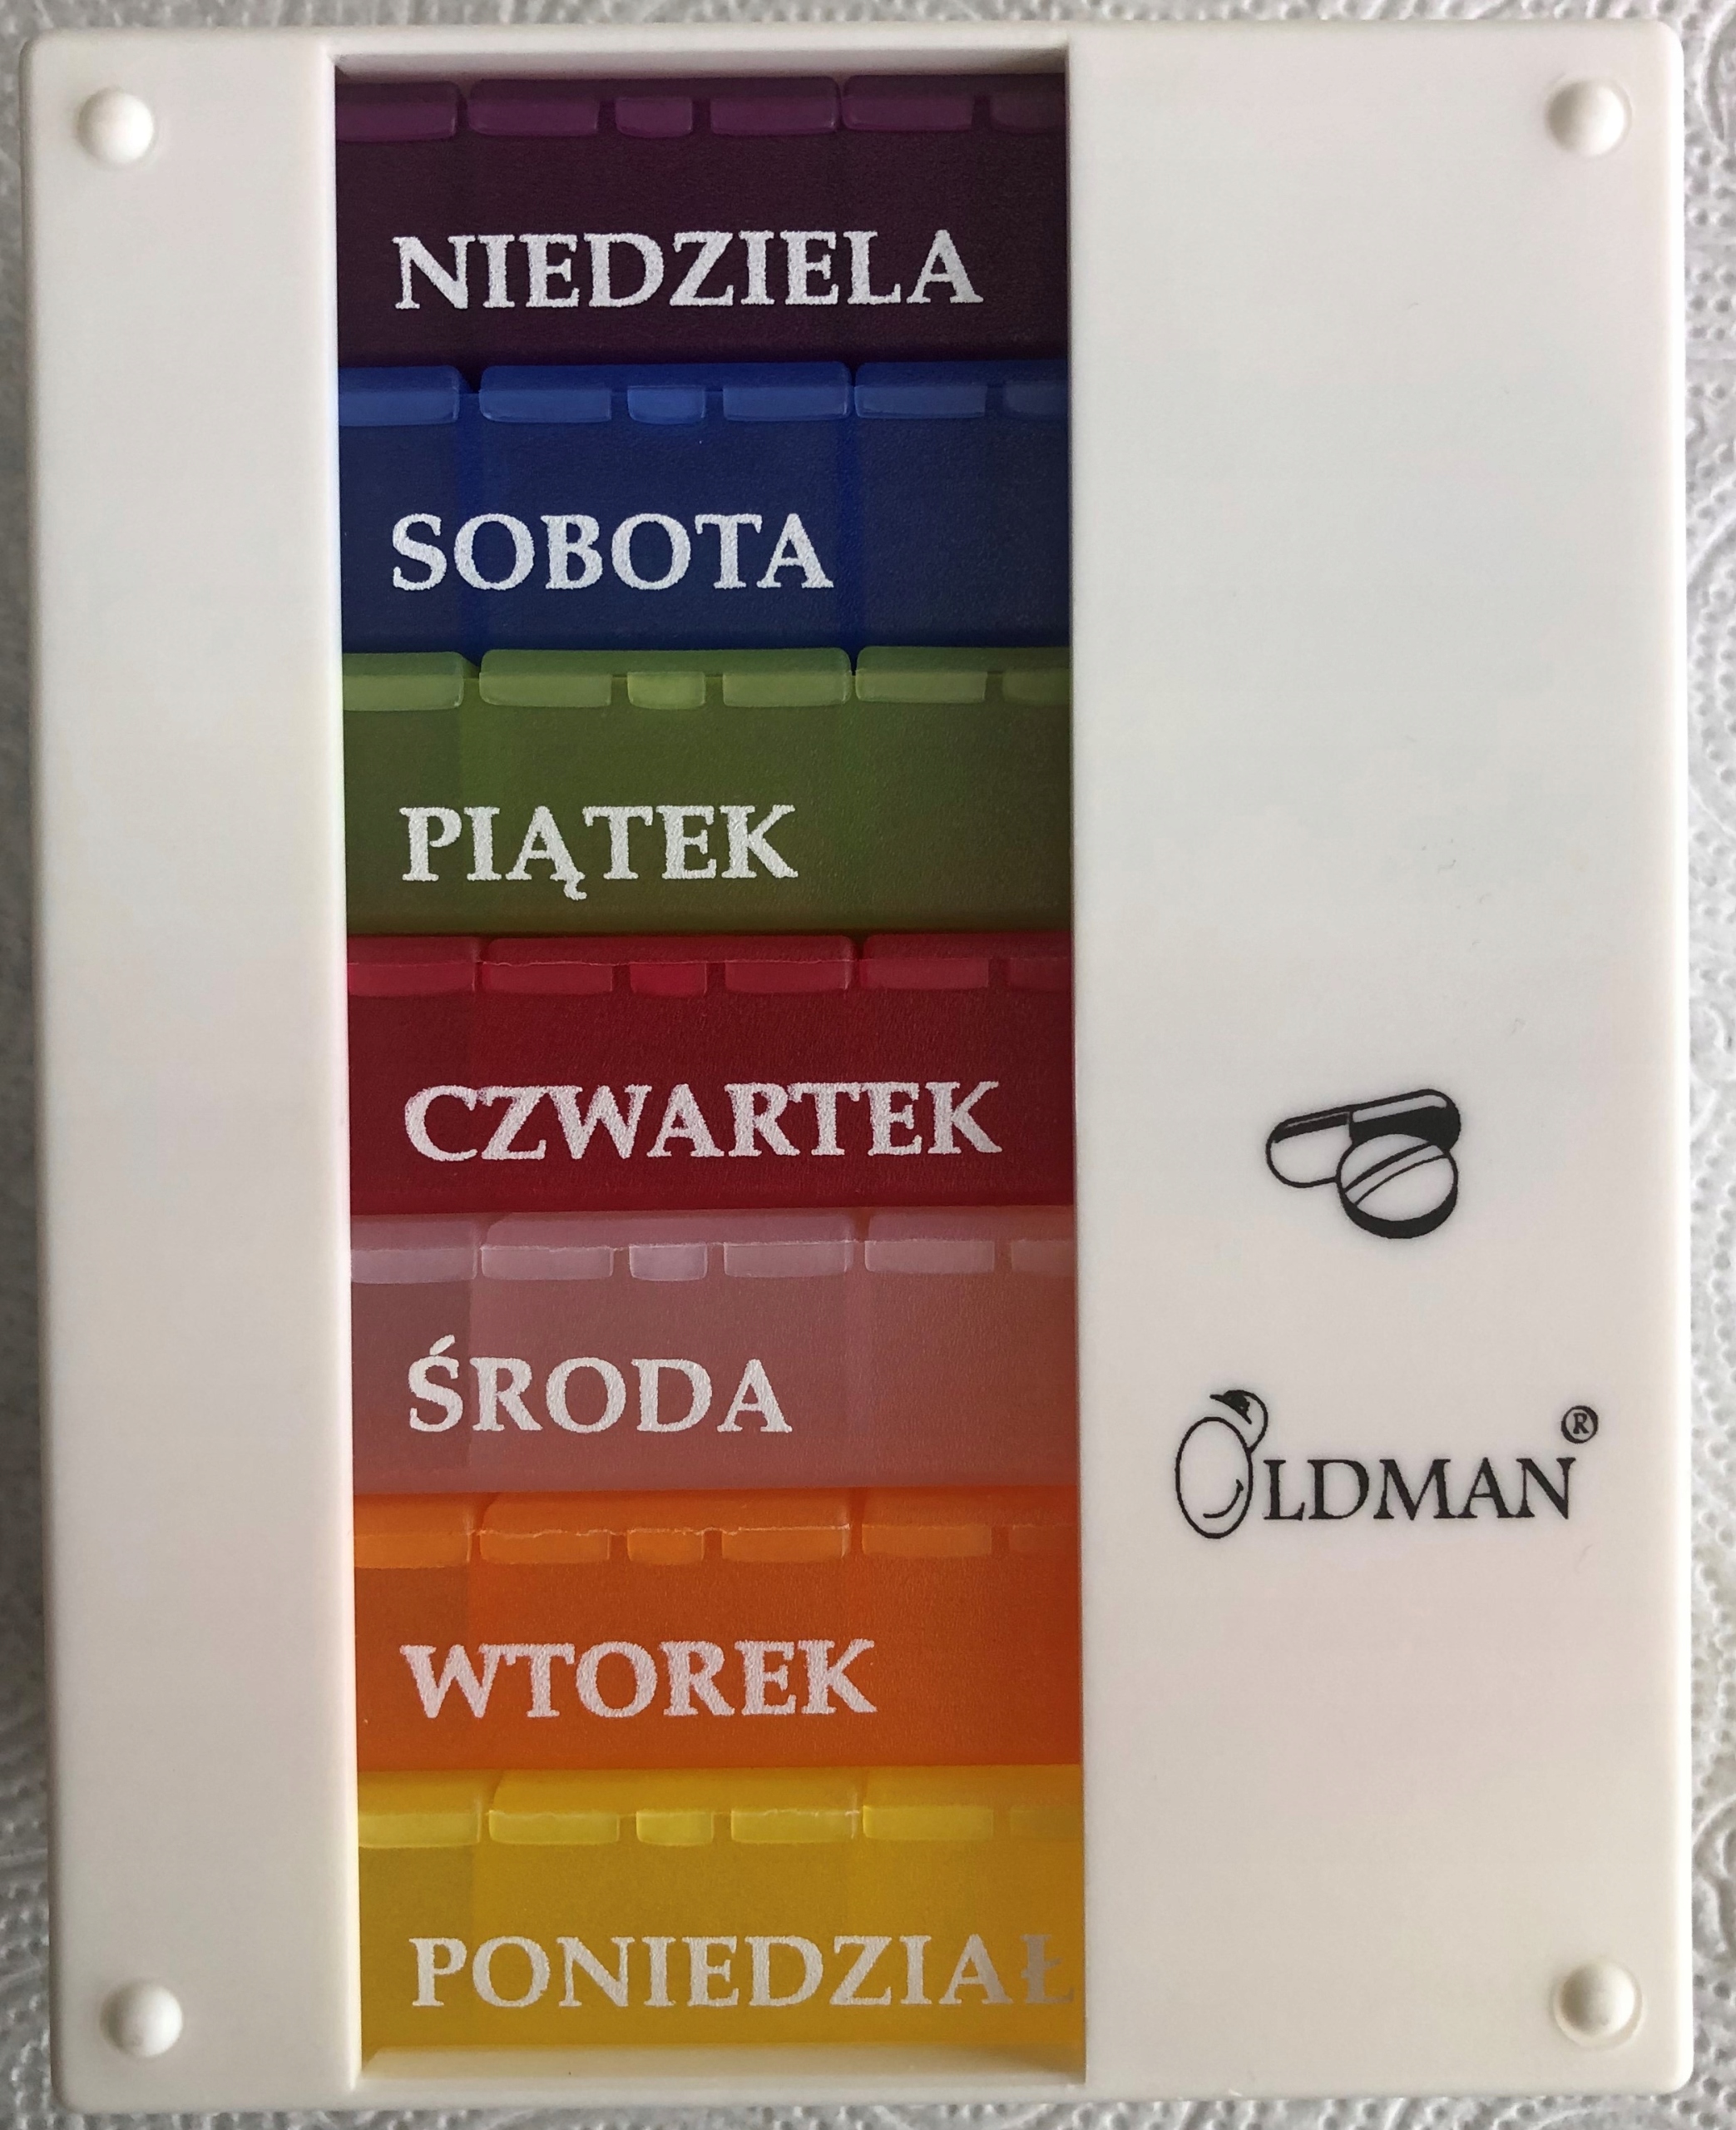 NIEDZIELA
SOBOTA
PIĄTEK
CZWARTEK
ŚRODA
WTOREK
PONIEDZIAŁ
OLDMAN®